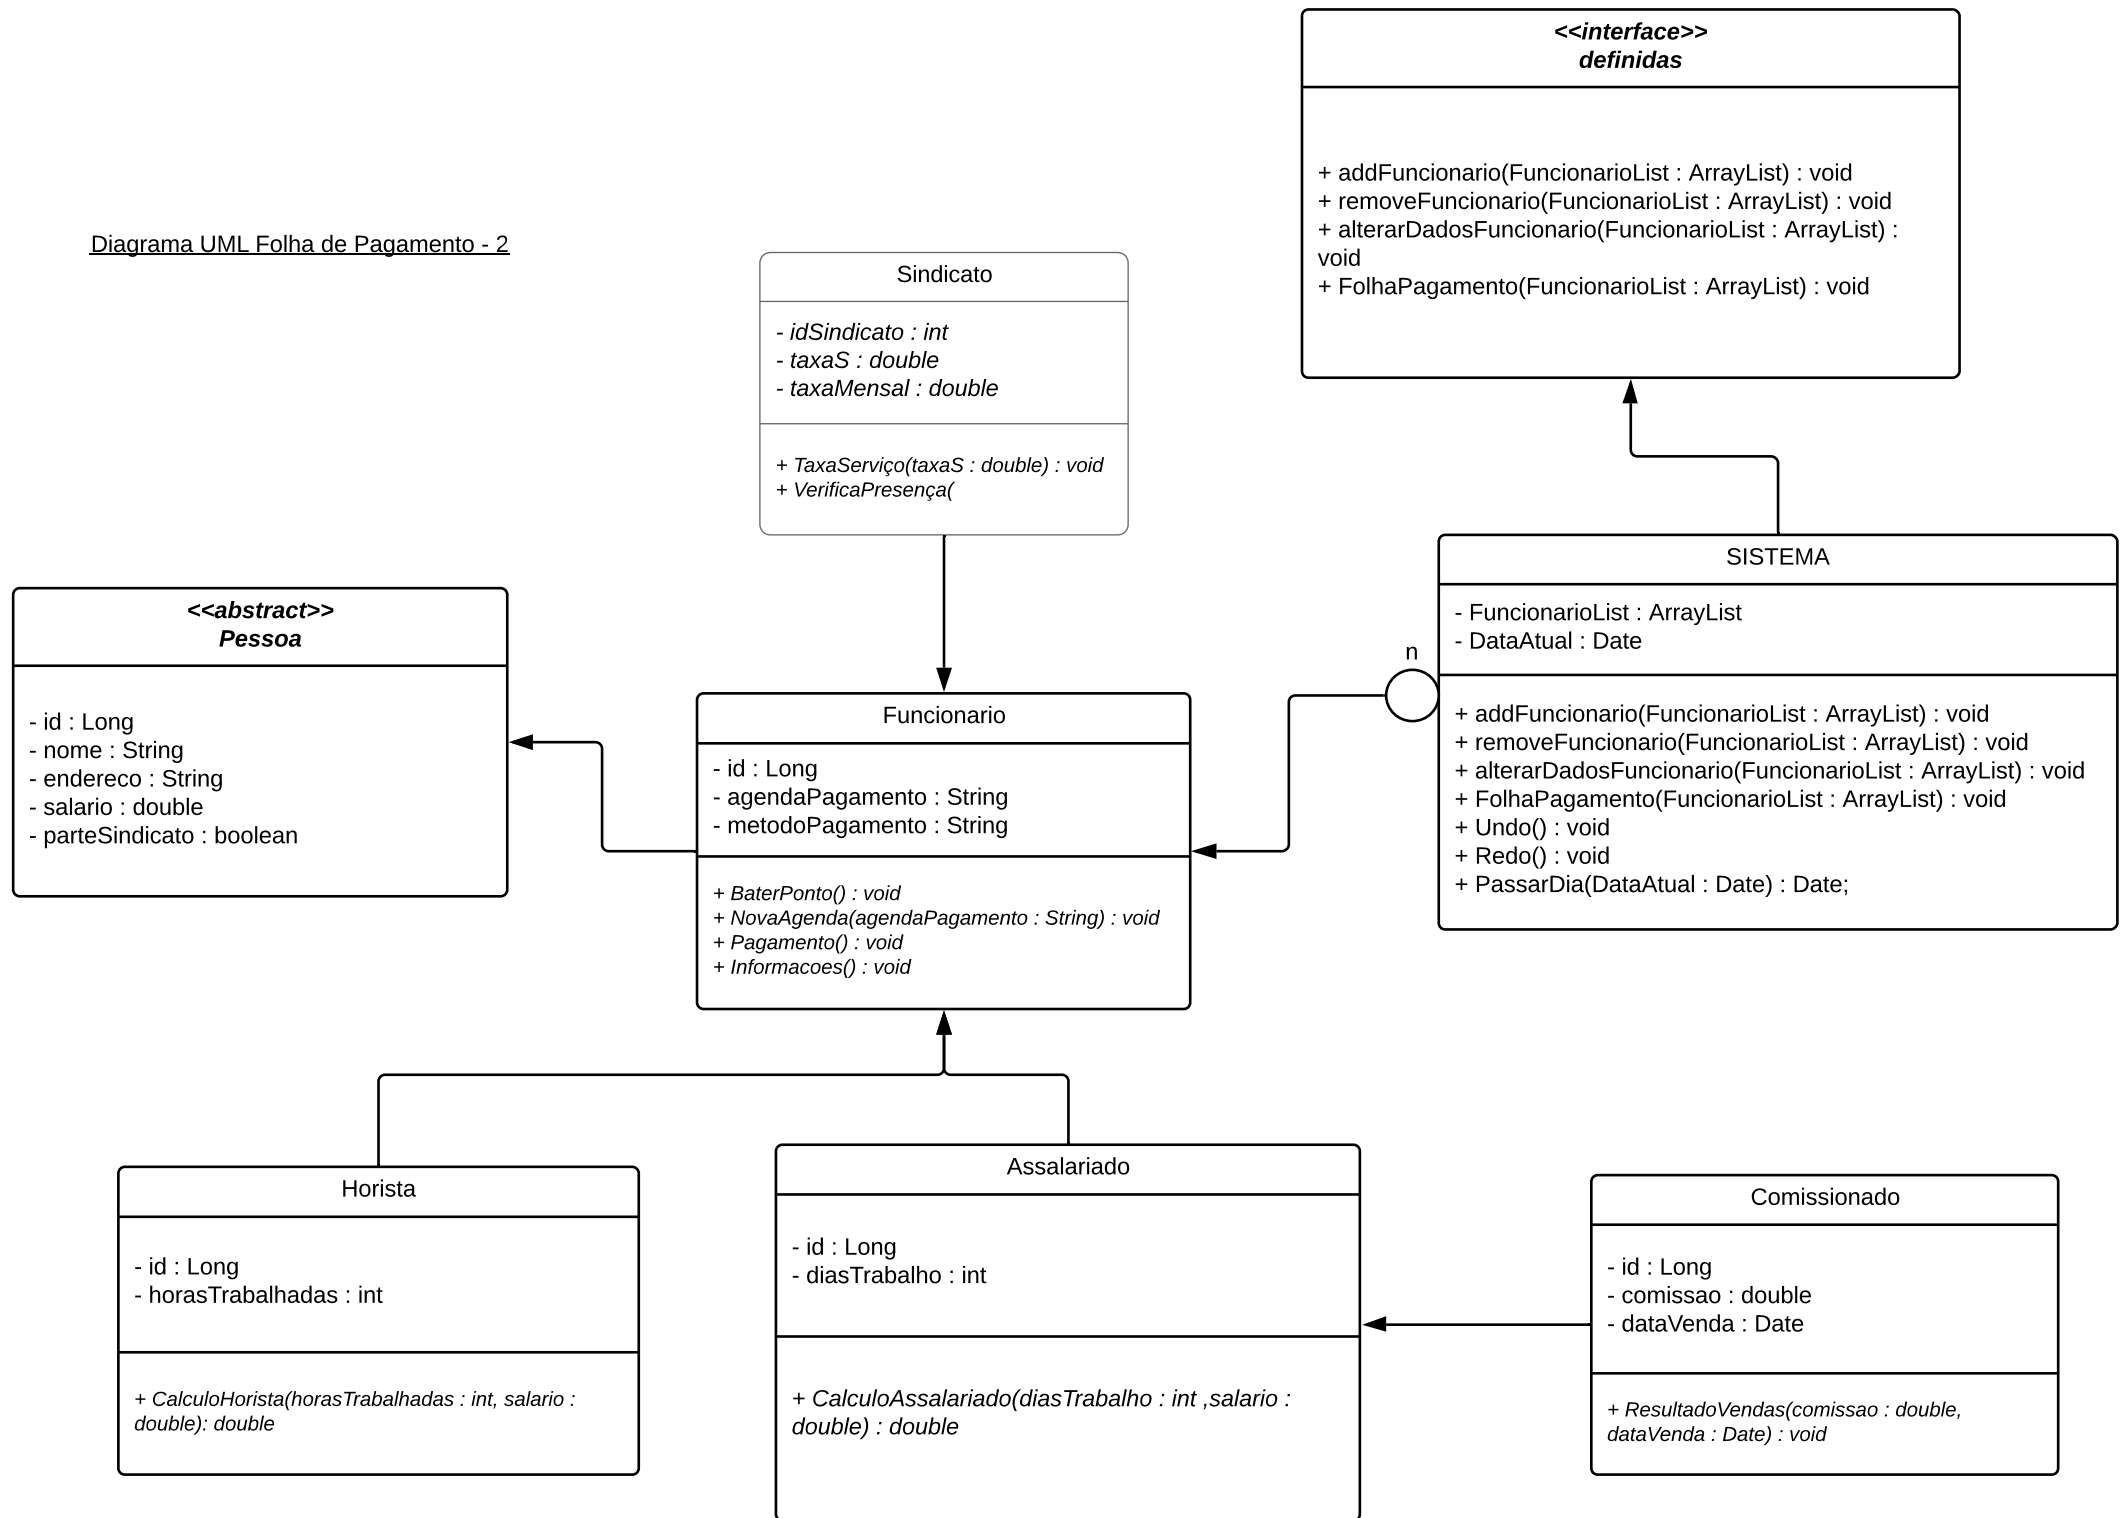 <<interface>>
definidas
+ addFuncionario(FuncionarioList : ArrayList) : void
+ removeFuncionario(FuncionarioList : ArrayList) : void
+ alterarDadosFuncionario(FuncionarioList : ArrayList) :
void
+ FolhaPagamento(FuncionarioList : ArrayList) : void
Diagrama UML Folha de Pagamento - 2
Sindicato
- idSindicato : int
- taxaS : double
- taxaMensal : double
+ TaxaServiço(taxaS : double) : void
+ VerificaPresença(
<<abstract>>
Pessoa
- id : Long
- nome : String
- endereco : String
- salario : double
- parteSindicato : boolean
Funcionario
- id : Long
- agendaPagamento : String
- metodoPagamento : String
+ BaterPonto() : void
+ NovaAgenda(agendaPagamento : String) : void
+ Pagamento() : void
+ Informacoes() : void
n
SISTEMA
- FuncionarioList : ArrayList
- DataAtual : Date
+ addFuncionario(FuncionarioList : ArrayList) : void
+ removeFuncionario(FuncionarioList : ArrayList) : void
+ alterarDadosFuncionario(FuncionarioList : ArrayList) : void
+ FolhaPagamento(FuncionarioList : ArrayList) : void
+ Undo() : void
+ Redo() : void
+ PassarDia(DataAtual : Date) : Date;
Horista
- id : Long
- horasTrabalhadas : int
+ CalculoHorista(horasTrabalhadas : int, salario :
double): double
Assalariado
- id : Long
- diasTrabalho : int
+ CalculoAssalariado(diasTrabalho : int ,salario :
double) : double
Comissionado
- id : Long
- comissao : double
- dataVenda : Date
+ ResultadoVendas(comissao : double,
dataVenda : Date) : void